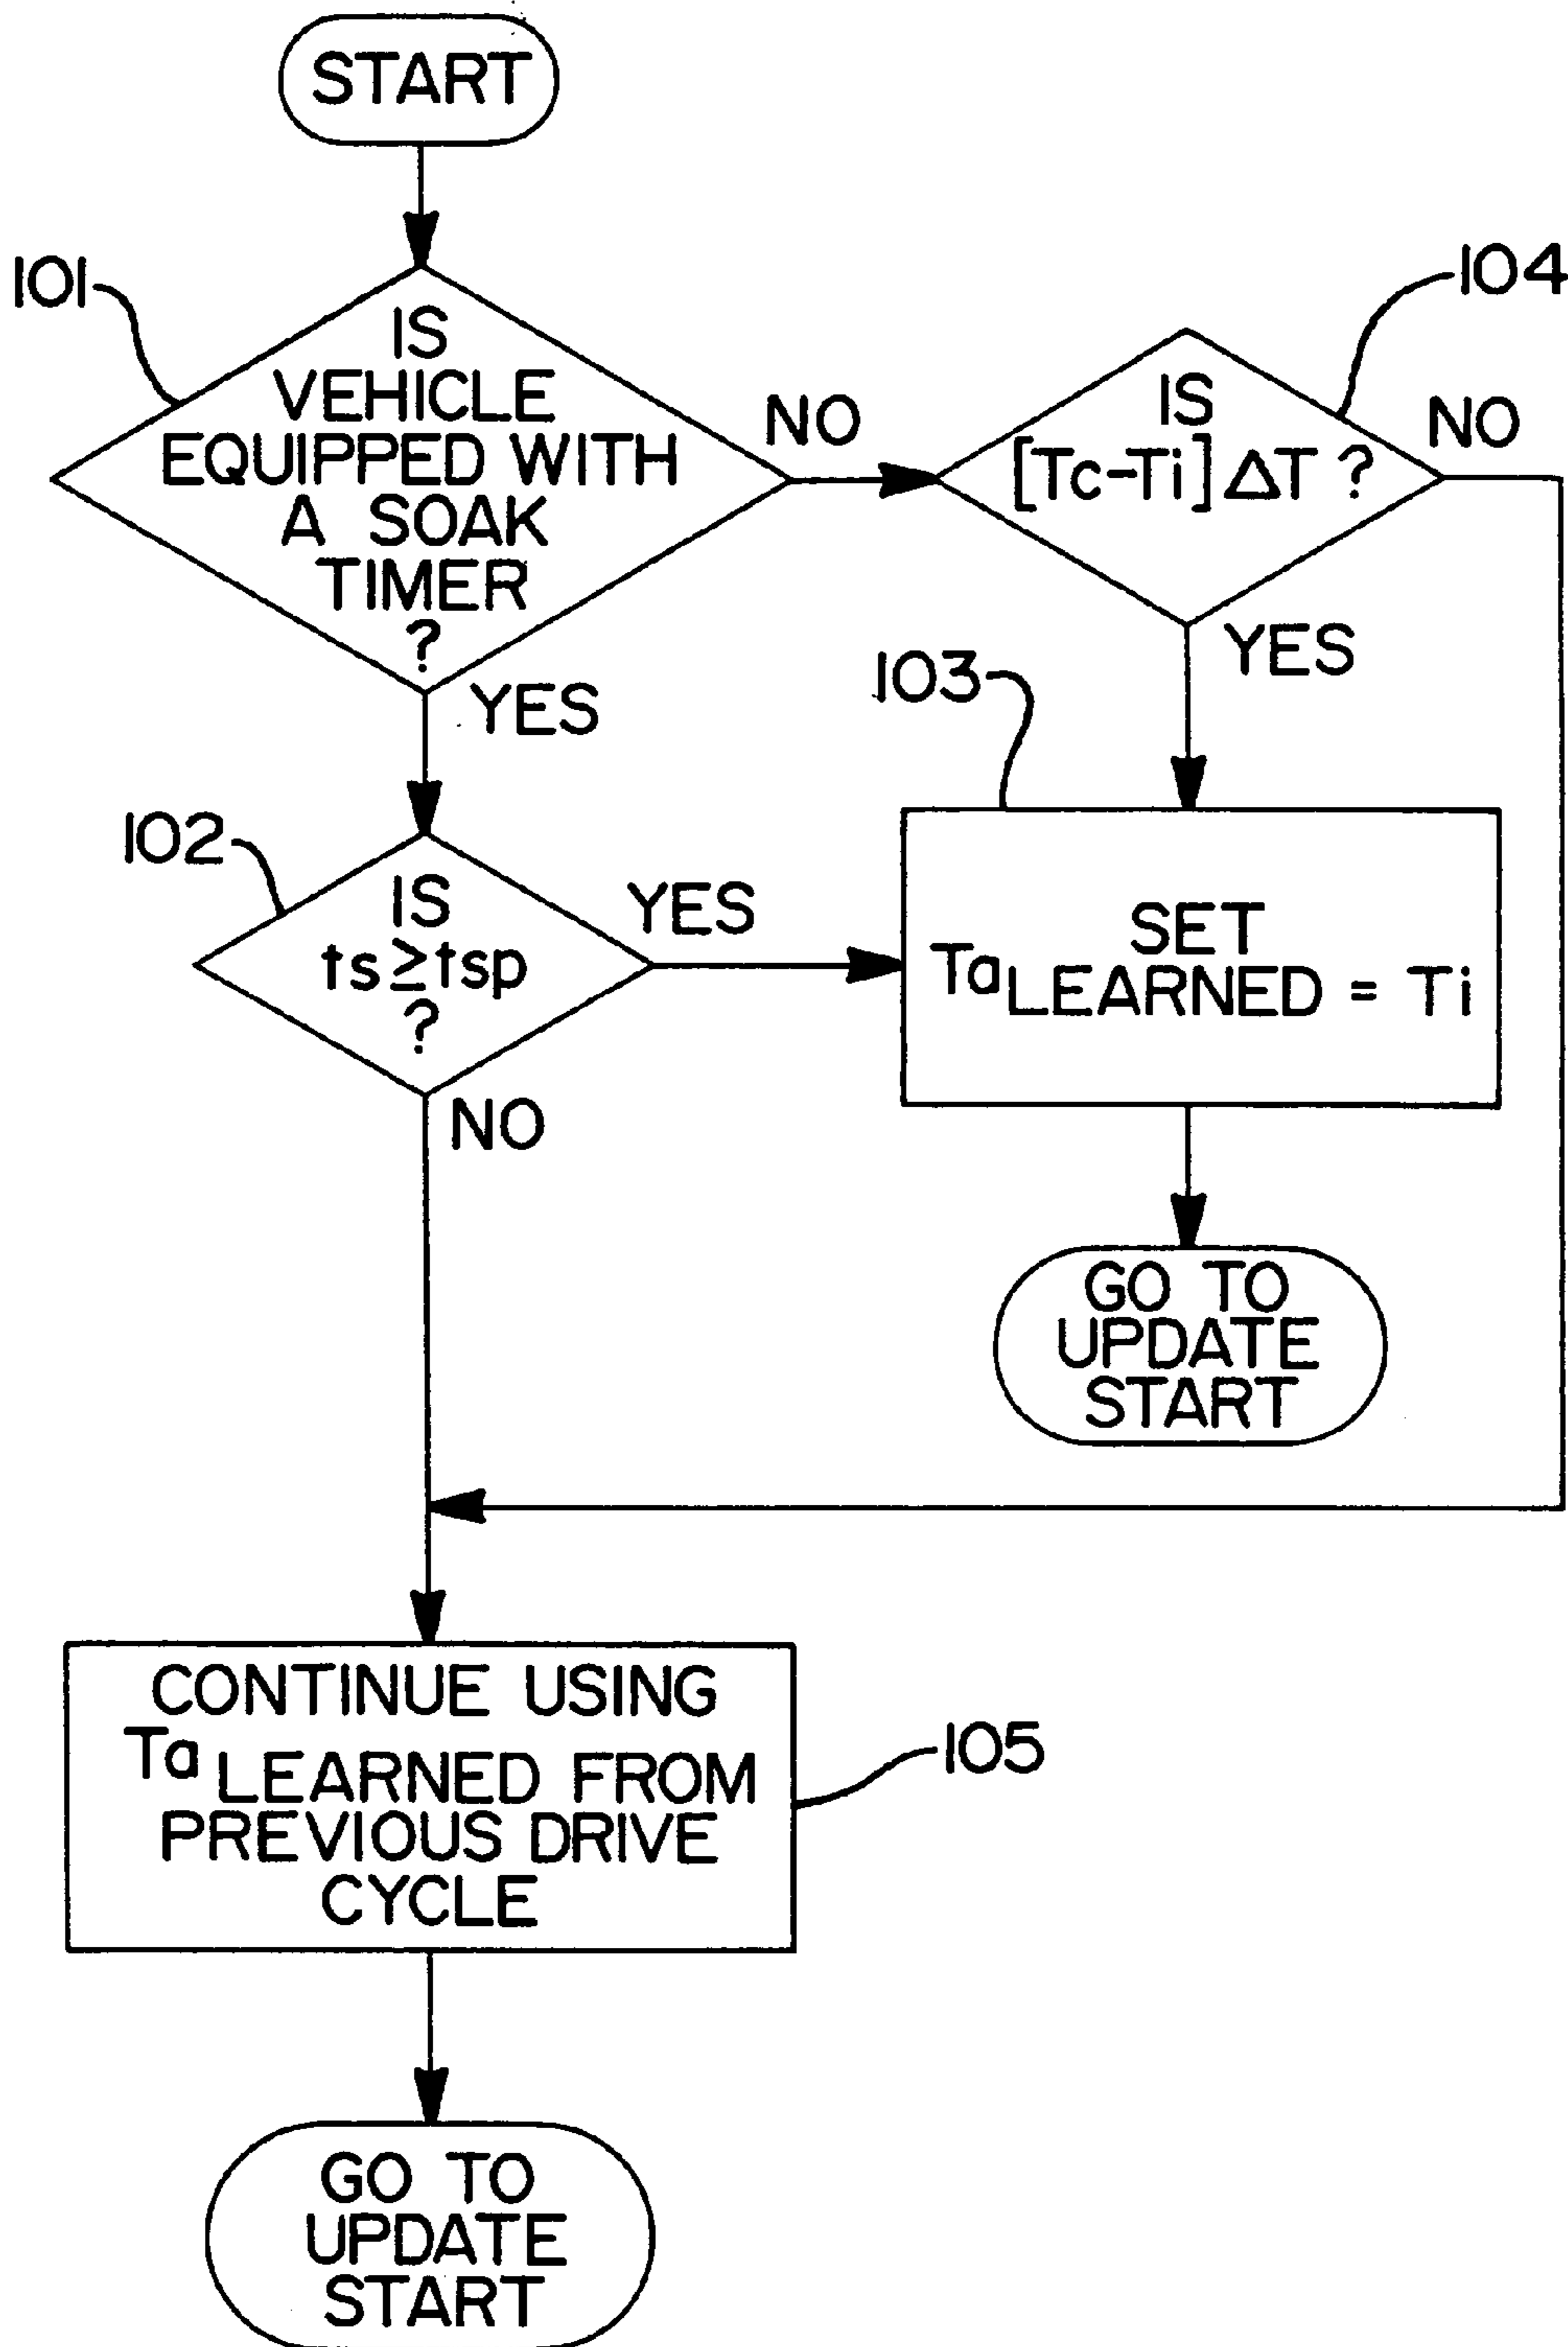 START
101
IS
VEHICLE
EQUIPPED WITH
A SOAK
TIMER
?
NO
YES
104
IS
[Tc-Ti] ΔT ?
NO
YES
102
IS
ts≥tsp
?
YES
NO
103
SET
Ta LEARNED = Ti
GO TO
UPDATE
START
CONTINUE USING
Ta LEARNED FROM
PREVIOUS DRIVE
CYCLE
105
GO TO
UPDATE
START